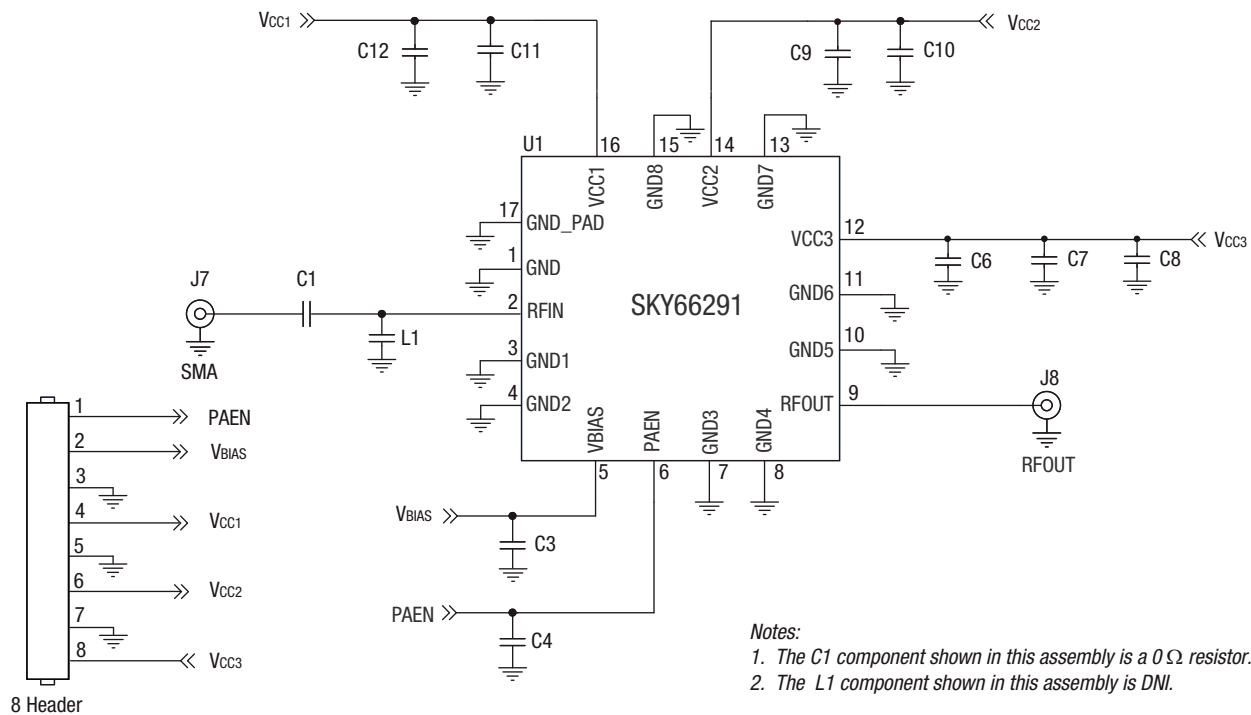 VCC1
VCC2
C12
C11
C9
C10
U1
16
15
14
13
VCC1
GND8
VCC2
GND7
17
GND_PAD
1
GND
2
RFIN
3
GND1
4
GND2
SKY66291
VCC3
12
GND6
11
GND5
10
RFOUT
9
C6
C7
C8
VCC3
J7
C1
L1
SMA
J8
RFOUT
VBIAS
PAEN
GND3
GND4
5
6
7
8
VBIAS
C3
PAEN
C4
1
PAEN
2
VBIAS
3
4
VCC1
5
6
VCC2
7
8
VCC3
8 Header
Notes:
1. The C1 component shown in this assembly is a 0 Ω resistor.
2. The L1 component shown in this assembly is DNI.